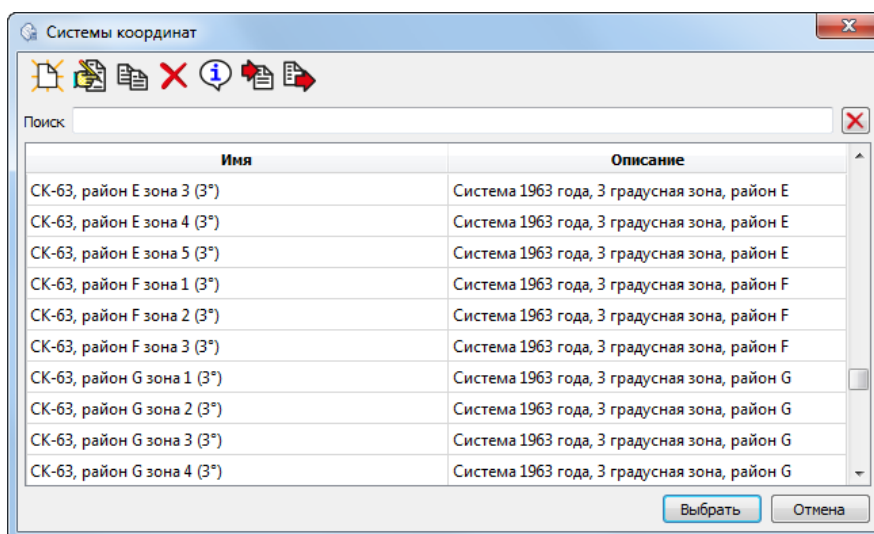 Системы координат
Поиск
Имя Описание
СК-63, район E зона 3 (3°) Система 1963 года, 3 градусная зона, район E
СК-63, район E зона 4 (3°) Система 1963 года, 3 градусная зона, район E
СК-63, район E зона 5 (3°) Система 1963 года, 3 градусная зона, район E
СК-63, район F зона 1 (3°) Система 1963 года, 3 градусная зона, район F
СК-63, район F зона 2 (3°) Система 1963 года, 3 градусная зона, район F
СК-63, район F зона 3 (3°) Система 1963 года, 3 градусная зона, район F
СК-63, район G зона 1 (3°) Система 1963 года, 3 градусная зона, район G
СК-63, район G зона 2 (3°) Система 1963 года, 3 градусная зона, район G
СК-63, район G зона 3 (3°) Система 1963 года, 3 градусная зона, район G
СК-63, район G зона 4 (3°) Система 1963 года, 3 градусная зона, район G
Выбрать Отмена